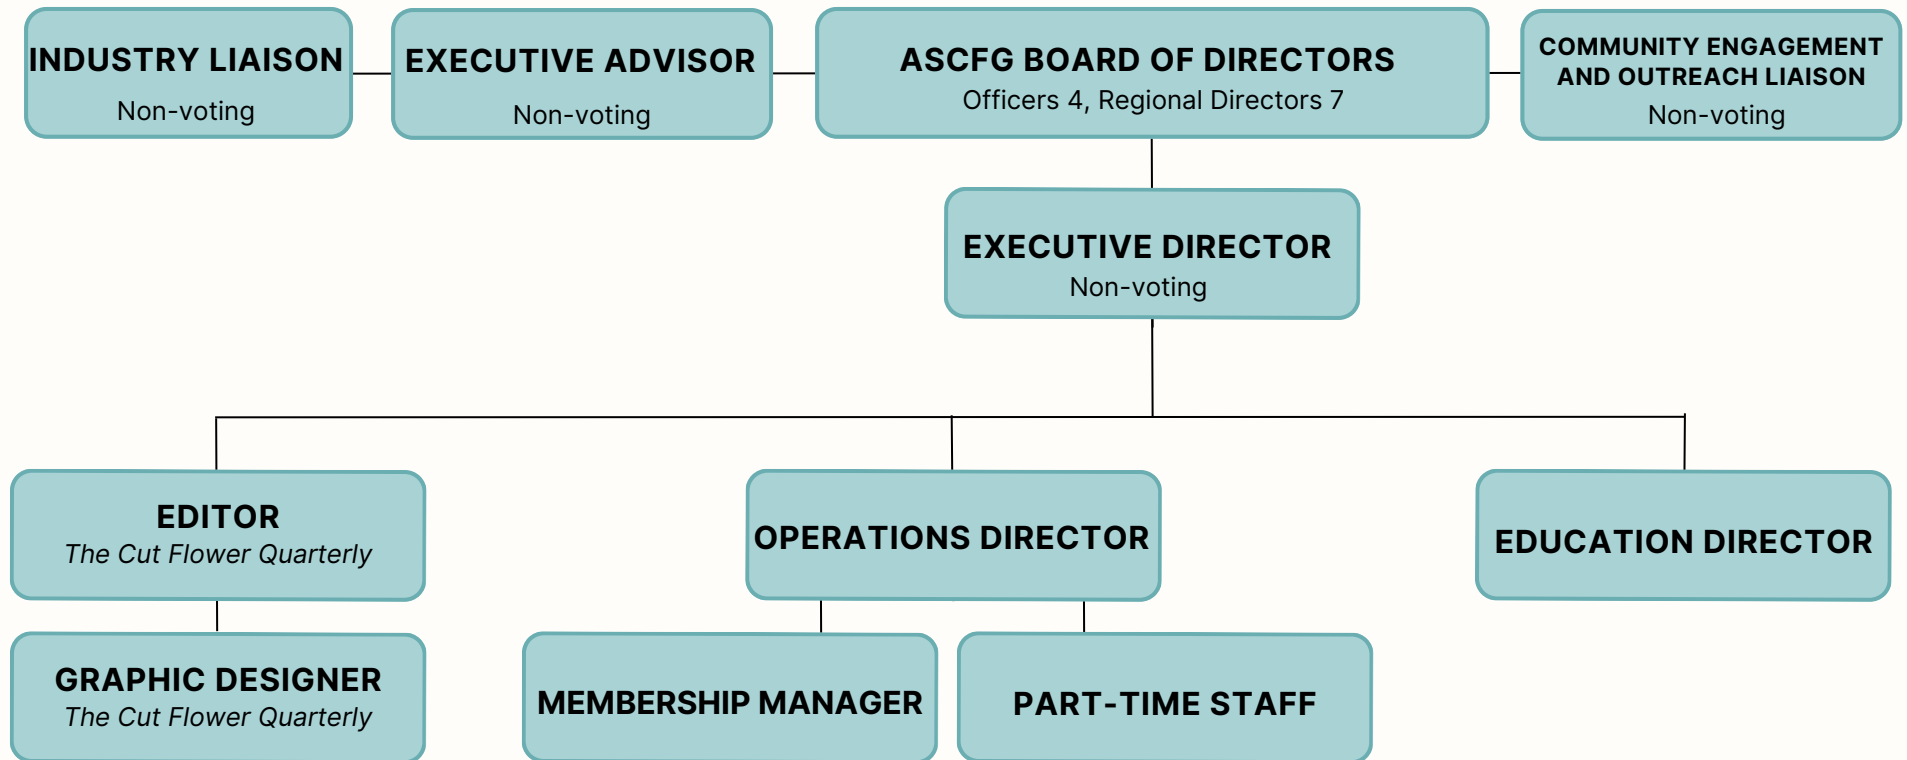 INDUSTRY LIAISON
Non-voting
EXECUTIVE ADVISOR
Non-voting
ASCFG BOARD OF DIRECTORS
Officers 4, Regional Directors 7
COMMUNITY ENGAGEMENT
AND OUTREACH LIAISON
Non-voting
EXECUTIVE DIRECTOR
Non-voting
EDITOR
The Cut Flower Quarterly
OPERATIONS DIRECTOR
EDUCATION DIRECTOR
GRAPHIC DESIGNER
The Cut Flower Quarterly
MEMBERSHIP MANAGER
PART-TIME STAFF